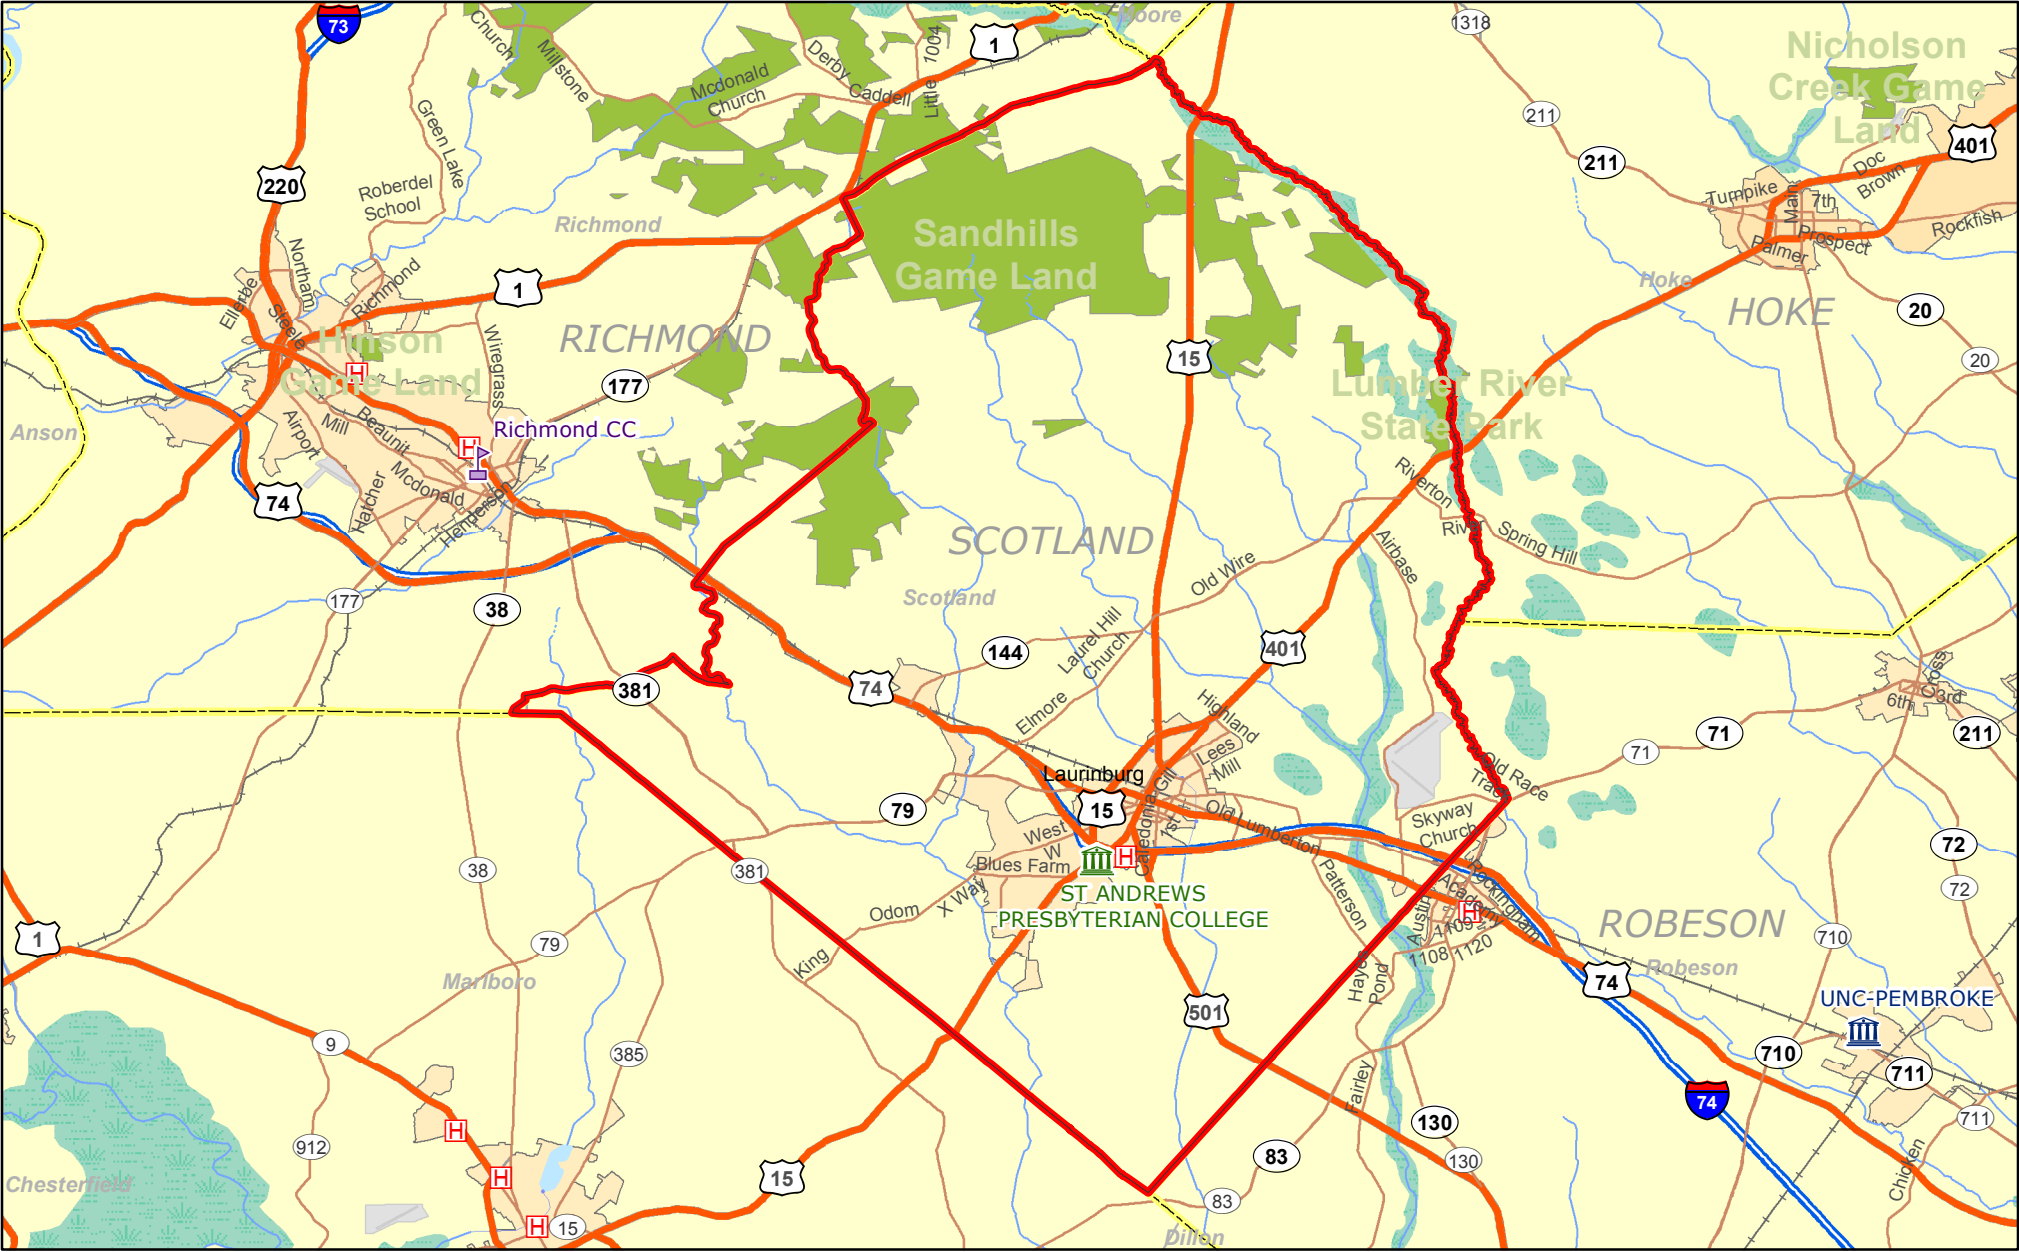 73
Church
Millstone
Derby
Caddell
Little 1004
1
Moore
1318
Nicholson
Creek Game
Land
401
211
211
Mcdonald
Church
Green Lake
220
Roberdel
School
Doc
Brown
Turnpike
Main
7th
Prospect
Palmer
Rockfish
Richmond
Sandhills
Game Land
Northam
Ellerbe
Steele
Richmond
1
Hoke
HOKE
20
20
Hinson
Game Land
H
RICHMOND
Wiregrass
177
15
Lumber River
State Park
Anson
Airport
Mill
Beaunit
H
Richmond CC
Mcdonald
Hatcher
Henderson
74
Riverton
River
Spring Hill
SCOTLAND
Airbase
Old Wire
Scotland
177
38
144
Laurel Hill
Church
401
381
74
Elmore
Highland
Lees
Mill
Cross
6th
3rd
211
71
71
Old Race
Track
Laurinburg
15
79
Caledonia
Gill
1st
Old Lumberton
Skyway
Church
West
W
Blues Farm
H
ST ANDREWS
PRESBYTERIAN COLLEGE
X Way
Odom
381
38
72
72
Patterson
Rockingham
Academy
Austin
H
1109
1108
1120
ROBESON
Robeson
710
1
79
King
Marlboro
Hayes
Pond
74
UNC-PEMBROKE
501
710
711
711
9
385
Fairley
74
130
130
H
912
83
83
H
15
Chicken
Chesterfield
H
15
Dillon